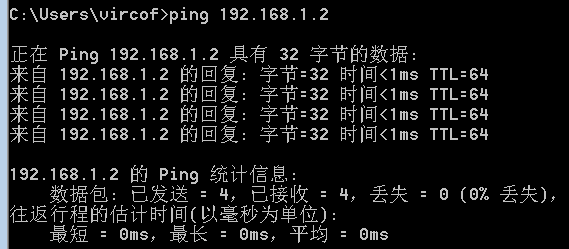 C:\Users\vircof>ping 192.168.1.2
正在 Ping 192.168.1.2 具有 32 字节的数据:
来自 192.168.1.2 的回复: 字节=32 时间<1ms TTL=64
来自 192.168.1.2 的回复: 字节=32 时间<1ms TTL=64
来自 192.168.1.2 的回复: 字节=32 时间<1ms TTL=64
来自 192.168.1.2 的回复: 字节=32 时间<1ms TTL=64
192.168.1.2 的 Ping 统计信息:
数据包: 已发送 = 4，已接收 = 4，丢失 = 0 (0% 丢失)，
往返行程的估计时间(以毫秒为单位):
最短 = 0ms，最长 = 0ms，平均 = 0ms